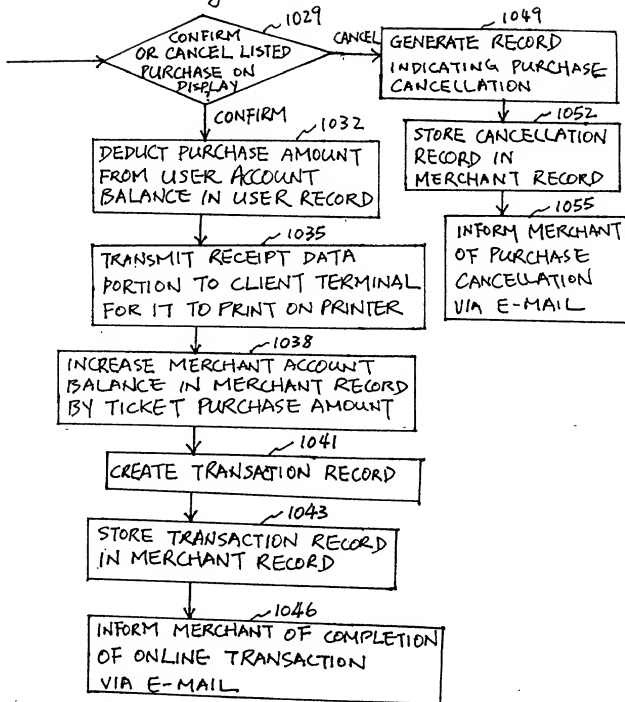 1029
CONFIRM
OR CANCEL LISTED
PURCHASE ON
DISPLAY
CANCEL
CONFIRM
1032
DEDUCT PURCHASE AMOUNT
FROM USER ACCOUNT
BALANCE IN USER RECORD
1035
TRANSMIT RECEIPT DATA
PORTION TO CLIENT TERMINAL
FOR IT TO PRINT ON PRINTER
1038
INCREASE MERCHANT ACCOUNT
BALANCE IN MERCHANT RECORD
BY TICKET PURCHASE AMOUNT
1041
CREATE TRANSATION RECORD
1043
STORE TRANSACTION RECORD
IN MERCHANT RECORD
1046
INFORM MERCHANT OF COMPLETION
OF ONLINE TRANSACTION
VIA E-MAIL
1049
GENERATE RECORD
INDICATING PURCHASE
CANCELLATION
1052
STORE CANCELLATION
RECORD IN
MERCHANT RECORD
1055
INFORM MERCHANT
OF PURCHASE
CANCELLATION
VIA E-MAIL